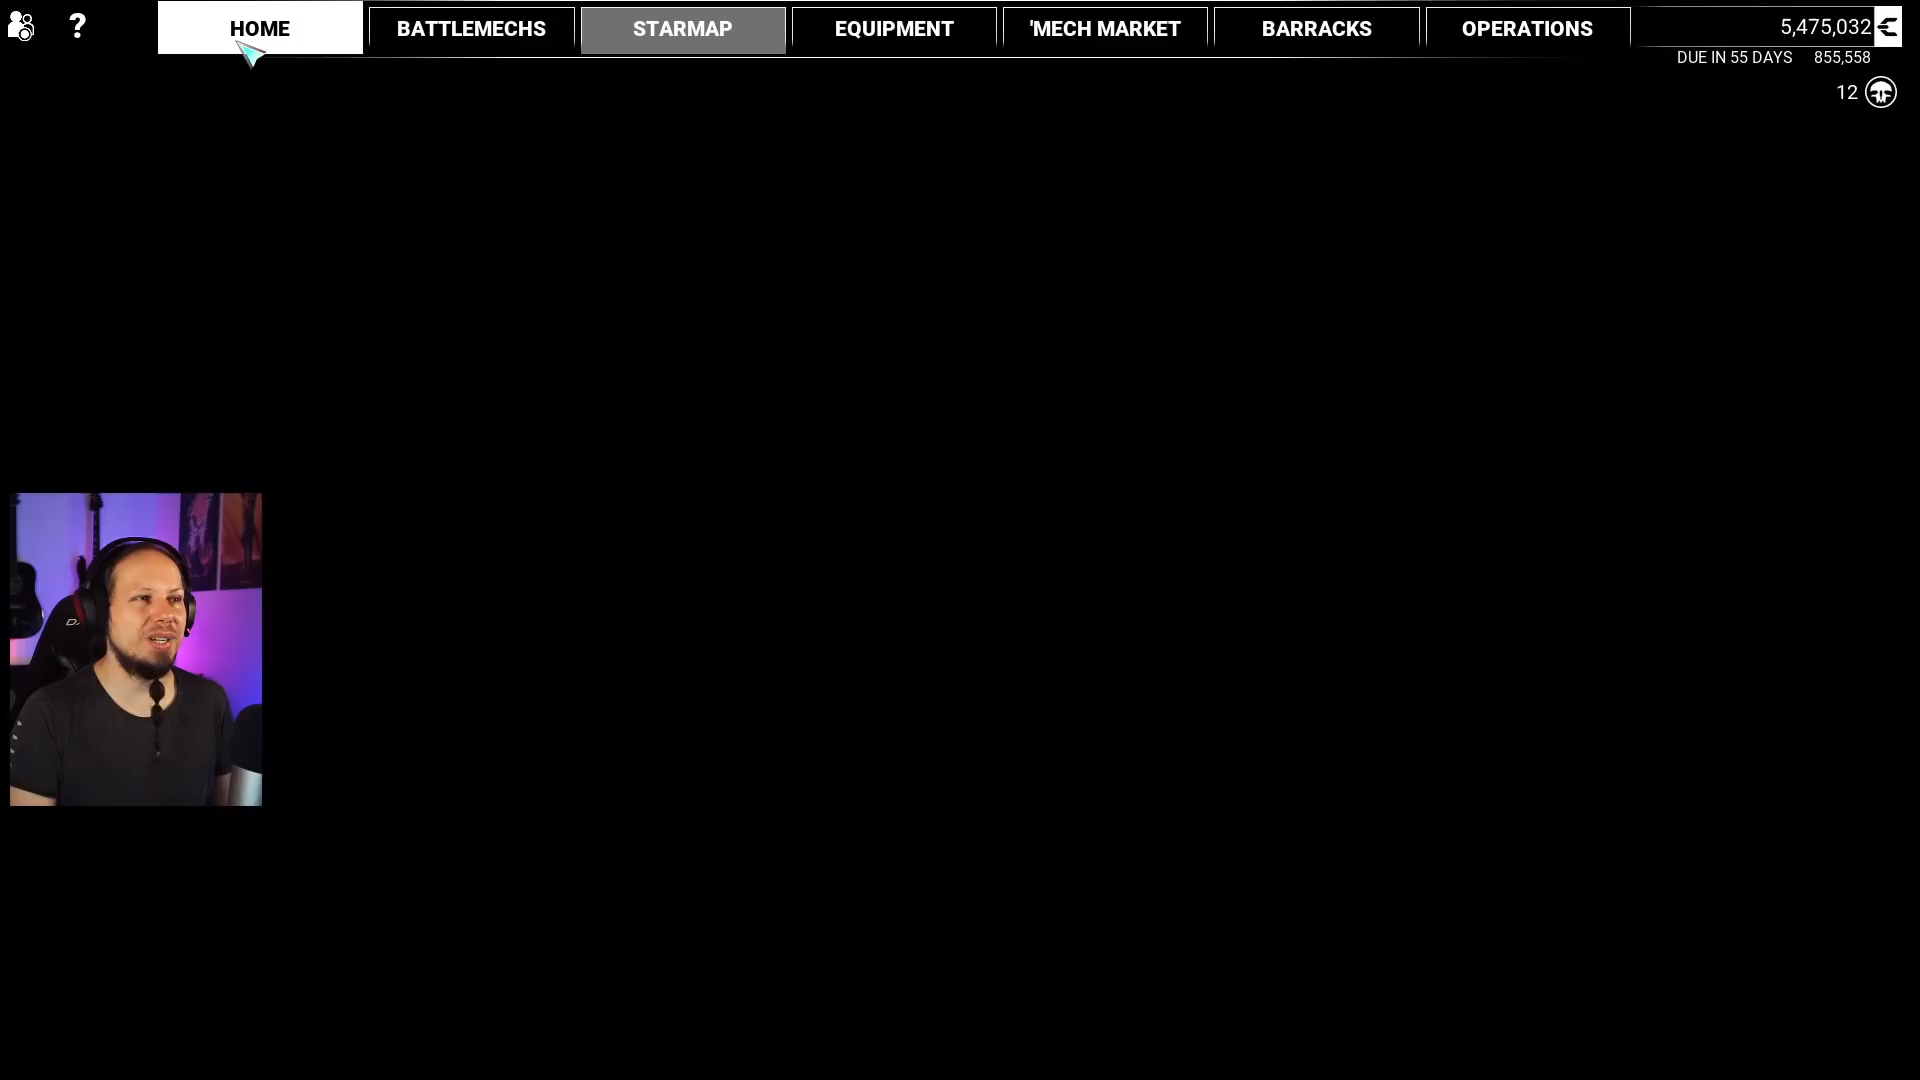 ?
HOME
BATTLEMECHS
STARMAP
EQUIPMENT
'MECH MARKET
BARRACKS
OPERATIONS
5,475,032
DUE IN 55 DAYS 855,558
12